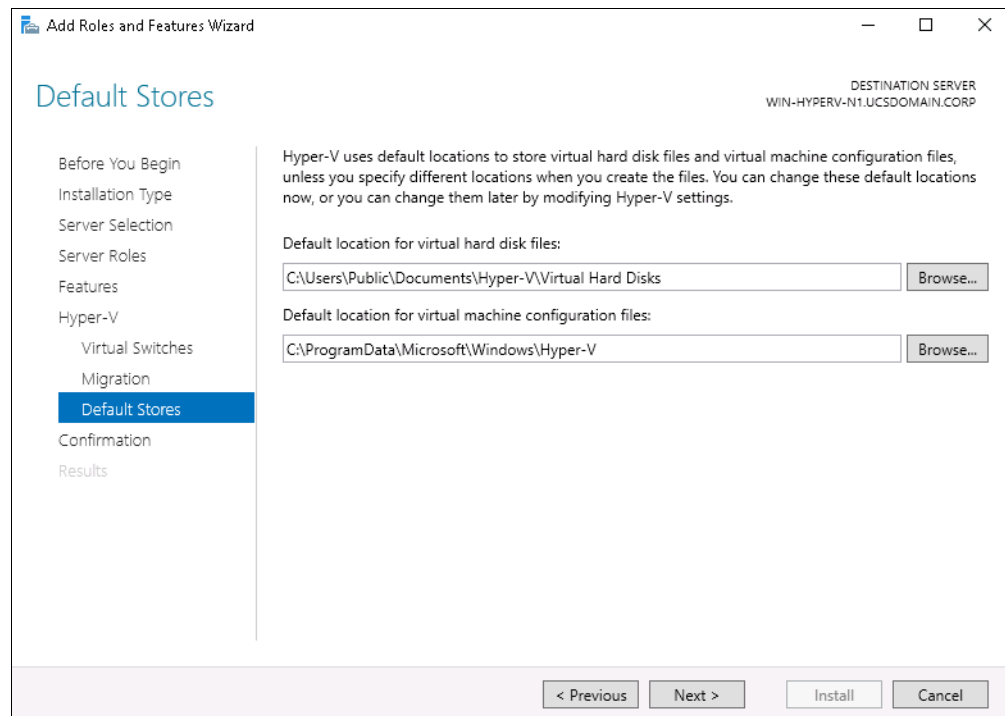 Add Roles and Features Wizard
Default Stores
DESTINATION SERVER
WIN-HYPERV-N1.UCSDOMAIN.CORP
Before You Begin
Installation Type
Server Selection
Server Roles
Features
Hyper-V
Virtual Switches
Migration
Default Stores
Confirmation
Results
Hyper-V uses default locations to store virtual hard disk files and virtual machine configuration files,
unless you specify different locations when you create the files. You can change these default locations
now, or you can change them later by modifying Hyper-V settings.
Default location for virtual hard disk files:
C:\Users\Public\Documents\Hyper-V\Virtual Hard Disks
Browse...
Default location for virtual machine configuration files:
C:\ProgramData\Microsoft\Windows\Hyper-V
Browse...
< Previous
Next >
Install
Cancel